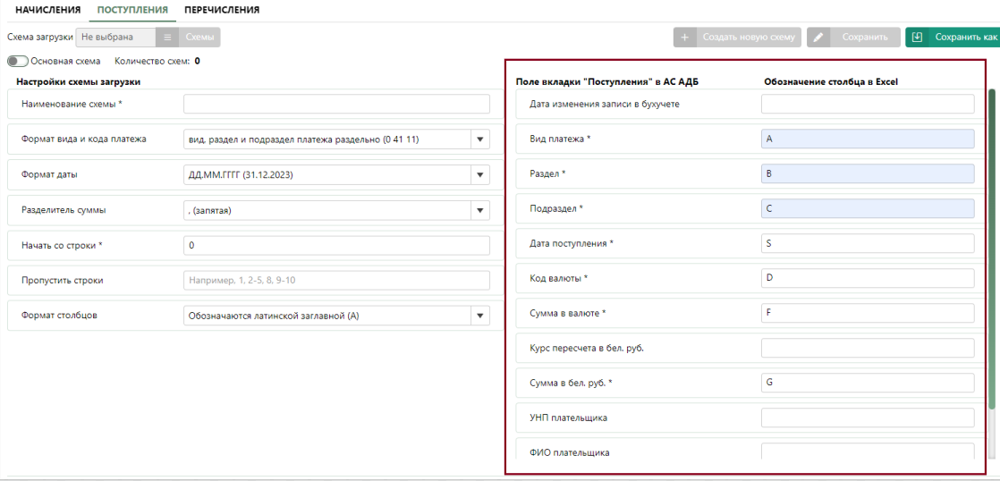 НАЧИСЛЕНИЯ ПОСТУПЛЕНИЯ ПЕРЕЧИСЛЕНИЯ
Схема загрузки Не выбрана Схемы Создать новую схему Сохранить Сохранить как
Основная схема Количество схем: 0
Настройки схемы загрузки
Наименование схемы *
Формат вида и кода платежа вид, раздел и подраздел платежа раздельно (0 41 11)
Формат даты ДД.ММ.ГГГГ (31.12.2023)
Разделитель суммы , (запятая)
Начать со строки * 0
Пропустить строки Например, 1, 2-5, 8, 9-10
Формат столбцов Обозначаются латинской заглавной (A)
Поле вкладки "Поступления" в АС АДБ Обозначение столбца в Excel
Дата изменения записи в бухучете
Вид платежа * A
Раздел * B
Подраздел * C
Дата поступления * S
Код валюты * D
Сумма в валюте * F
Курс пересчета в бел. руб.
Сумма в бел. руб. * G
УНП плательщика
ФИО плательщика